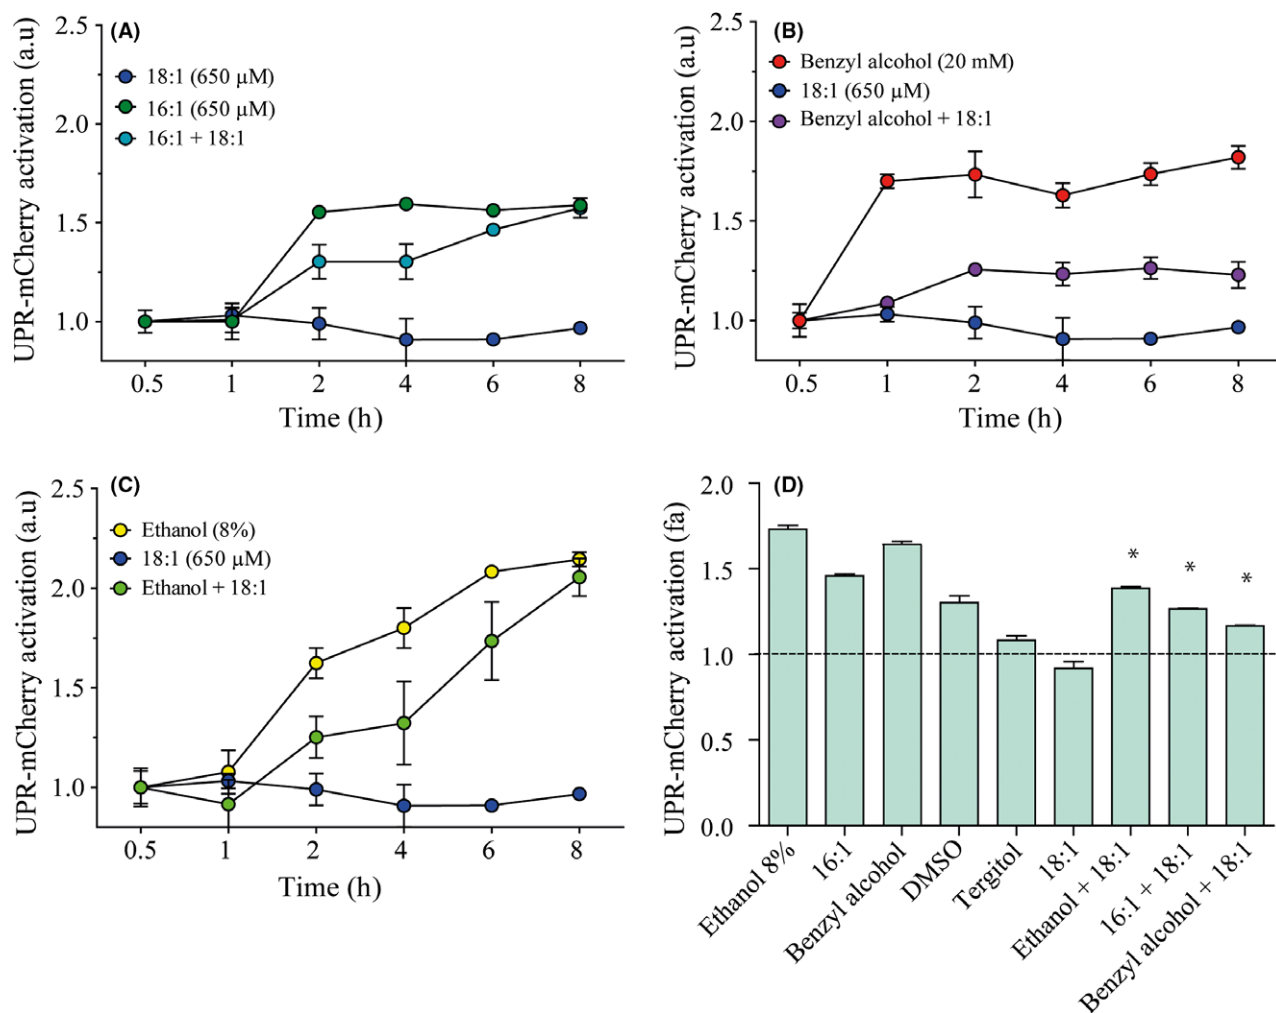 (A)
UPR-mCherry activation (a.u)
2.5
2.0
1.5
1.0
18:1 (650 μM)
16:1 (650 μM)
16:1 + 18:1
0.5 1 2 4 6 8
Time (h)
(B)
UPR-mCherry activation (a.u)
2.5
2.0
1.5
1.0
Benzyl alcohol (20 mM)
18:1 (650 μM)
Benzyl alcohol + 18:1
0.5 1 2 4 6 8
Time (h)
(C)
UPR-mCherry activation (a.u)
2.5
2.0
1.5
1.0
Ethanol (8%)
18:1 (650 μM)
Ethanol + 18:1
0.5 1 2 4 6 8
Time (h)
(D)
UPR-mCherry activation (fa)
2.0
1.5
1.0
0.5
0.0
* * *
Ethanol 8%
16:1
Benzyl alcohol
DMSO
Tergitol
18:1
Ethanol + 18:1
16:1 + 18:1
Benzyl alcohol + 18:1